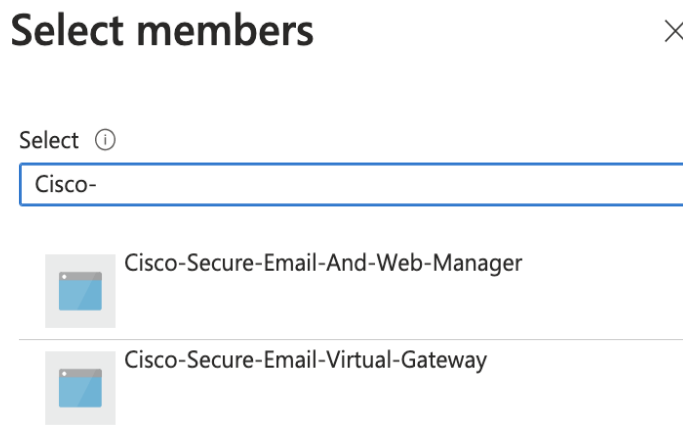 Select members
Select
Cisco-
Cisco-Secure-Email-And-Web-Manager
Cisco-Secure-Email-Virtual-Gateway